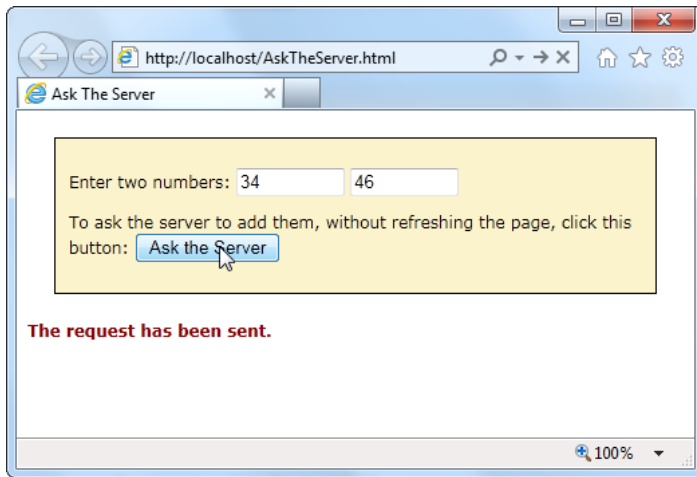 http://localhost/AskTheServer.html
Ask The Server
Enter two numbers: 34 46
To ask the server to add them, without refreshing the page, click this
button: Ask the Server
The request has been sent.
100%